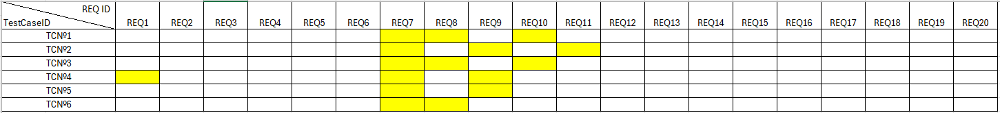 REQ ID
TestCaseID REQ1 REQ2 REQ3 REQ4 REQ5 REQ6 REQ7 REQ8 REQ9 REQ10 REQ11 REQ12 REQ13 REQ14 REQ15 REQ16 REQ17 REQ18 REQ19 REQ20
TCNº1
TCNº2
TCNº3
TCNº4
TCNº5
TCNº6